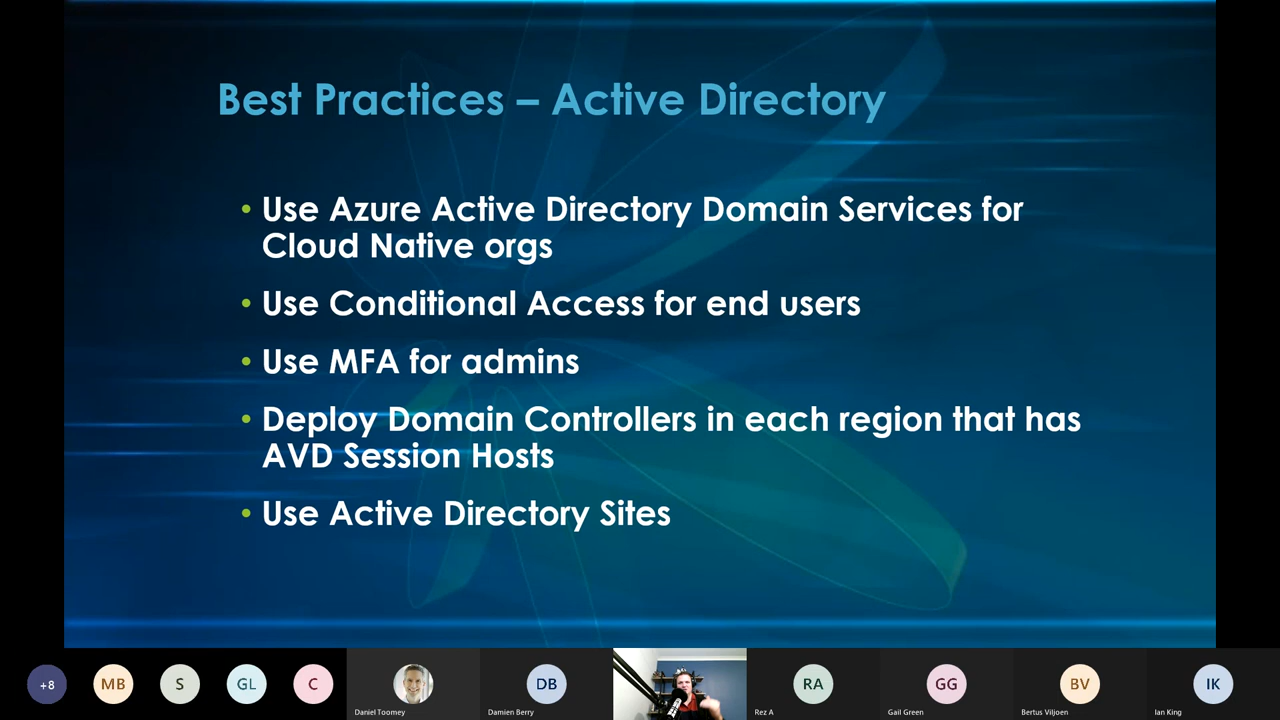 Best Practices – Active Directory
• Use Azure Active Directory Domain Services for
Cloud Native orgs
• Use Conditional Access for end users
• Use MFA for admins
• Deploy Domain Controllers in each region that has
AVD Session Hosts
• Use Active Directory Sites
+8
MB
S
GL
C
Daniel Toomey
DB
Damien Berry
RA
Rez A
GG
Gail Green
BV
Bertus Viljoen
IK
Ian King